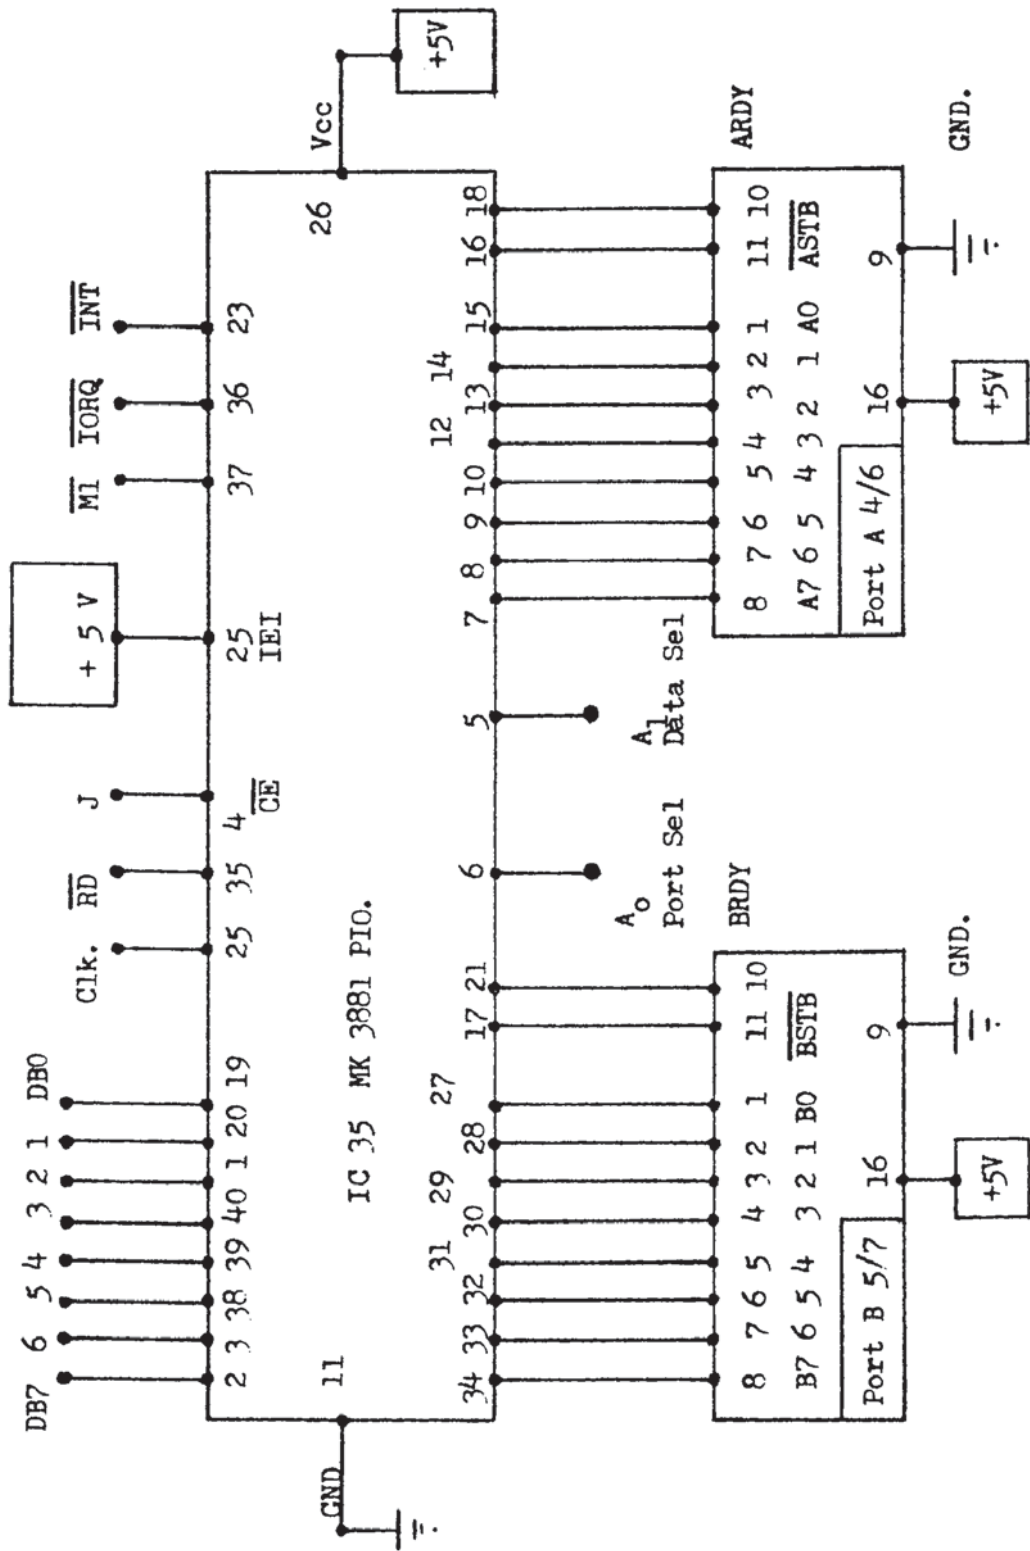 DB7 6 5 4 3 2 1 DB0
Clk. RD J
+ 5 V
M1 IORQ INT
2 3 38 39 40 1 20 19
25 35 4 CE
25 IEI
37 36 23
GND 11
26 Vcc
+5V
IC 35 MK 3881 PIO.
34 33 32 31 30 29 28 27 17 21
6 5
7 8 9 10 12 13 14 15 16 18
A0 Port Sel
A1 Data Sel
BRDY
8 7 6 5 4 3 2 1 11 10
B7 6 5 4 3 2 1 B0 BSTB
Port B 5/7
16 9
+5V
GND.
ARDY
8 7 6 5 4 3 2 1 11 10
A7 6 5 4 3 2 1 A0 ASTB
Port A 4/6
16 9
+5V
GND.